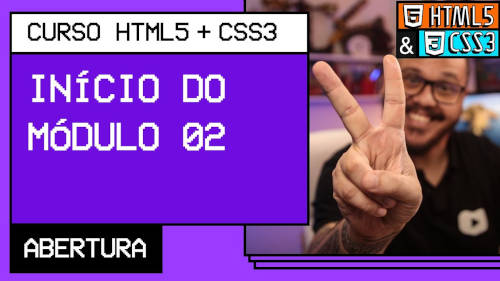 CURSO HTML5 + CSS3
HTML5
& CSS3
INÍCIO DO
MÓDULO 02
ABERTURA